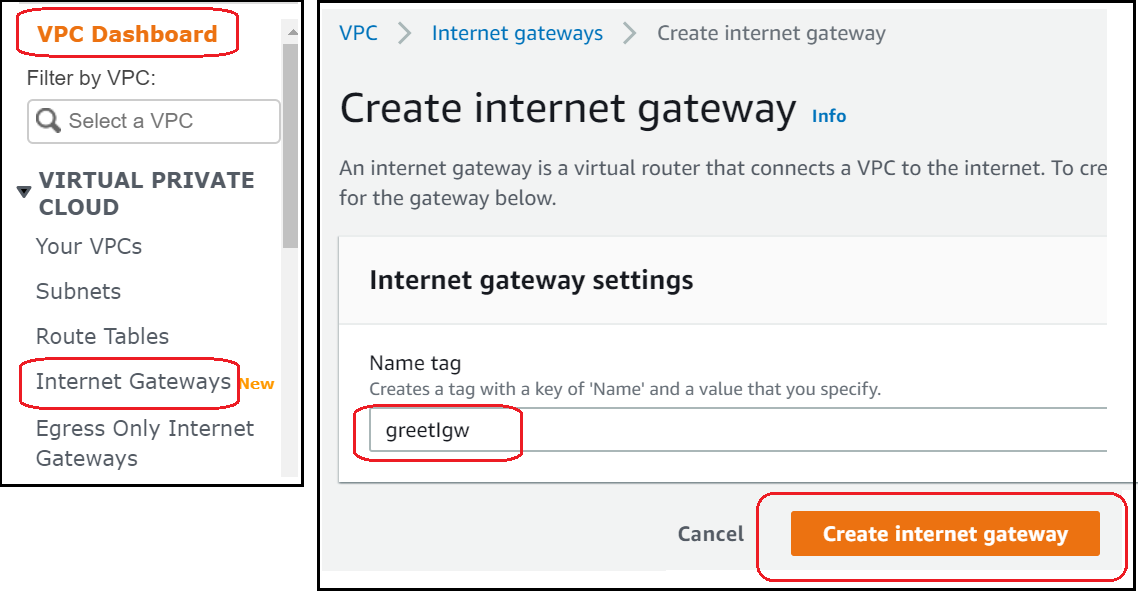 VPC Dashboard
Filter by VPC:
Select a VPC
VIRTUAL PRIVATE
CLOUD
Your VPCs
Subnets
Route Tables
Internet Gateways New
Egress Only Internet
Gateways
VPC > Internet gateways > Create internet gateway
Create internet gateway Info
An internet gateway is a virtual router that connects a VPC to the internet. To cre
for the gateway below.
Internet gateway settings
Name tag
Creates a tag with a key of 'Name' and a value that you specify.
greetIgw
Cancel Create internet gateway